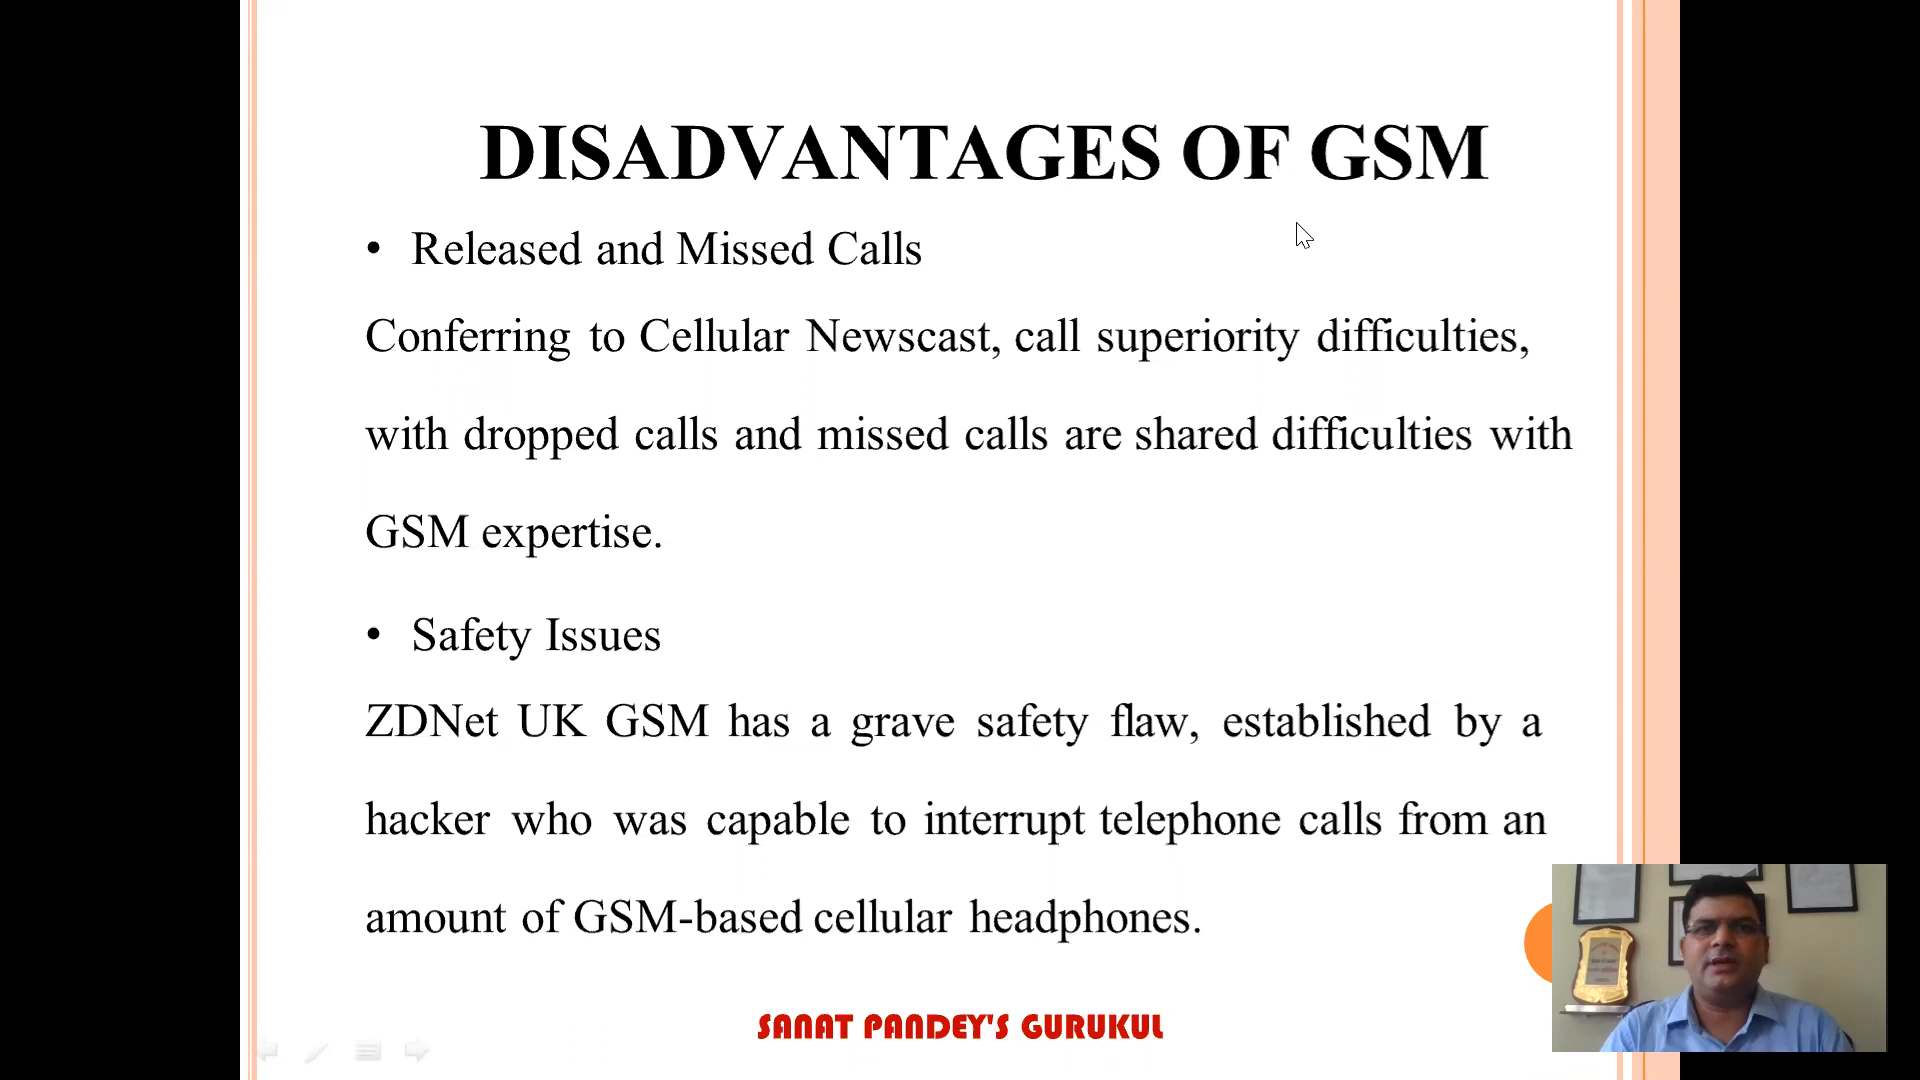 DISADVANTAGES OF GSM
• Released and Missed Calls
Conferring to Cellular Newscast, call superiority difficulties,
with dropped calls and missed calls are shared difficulties with
GSM expertise.
• Safety Issues
ZDNet UK GSM has a grave safety flaw, established by a
hacker who was capable to interrupt telephone calls from an
amount of GSM-based cellular headphones.
SANAT PANDEY'S GURUKUL